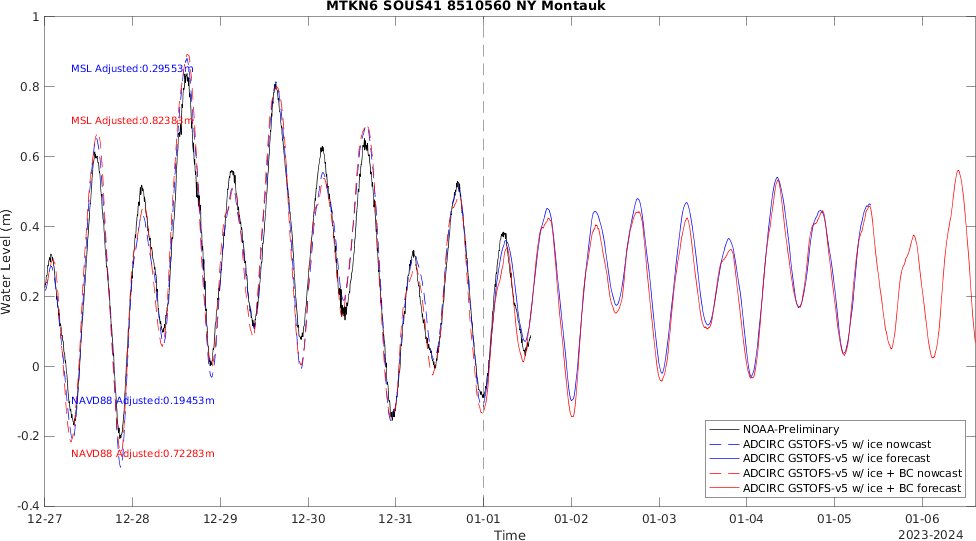 MTKN6 SOUS41 8510560 NY Montauk
1
0.8
0.6
0.4
0.2
0
-0.2
-0.4
Water Level (m)
MSL Adjusted:0.29553m
MSL Adjusted:0.82383m
NAVD88 Adjusted:0.19453m
NAVD88 Adjusted:0.72283m
NOAA-Preliminary
ADCIRC GSTOFS-v5 w/ ice nowcast
ADCIRC GSTOFS-v5 w/ ice forecast
ADCIRC GSTOFS-v5 w/ ice + BC nowcast
ADCIRC GSTOFS-v5 w/ ice + BC forecast
12-27 12-28 12-29 12-30 12-31 01-01 01-02 01-03 01-04 01-05 01-06
Time
2023-2024